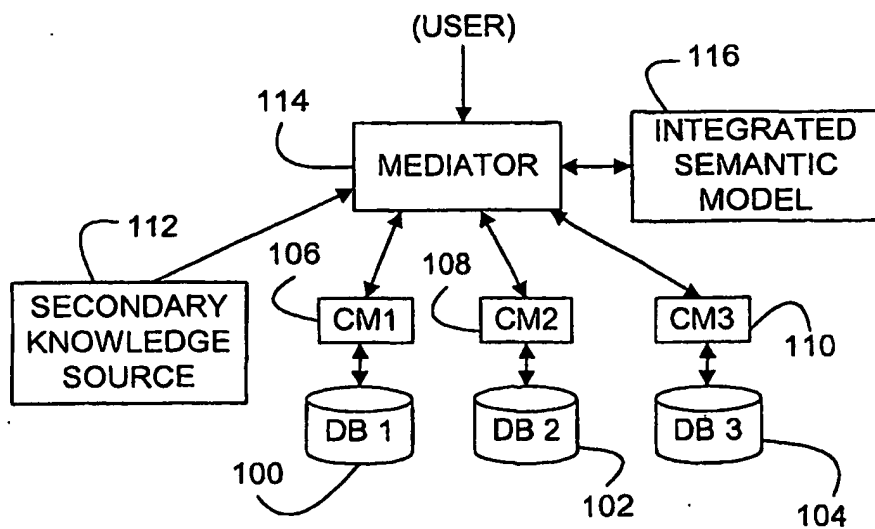 (USER)
116
114
MEDIATOR
INTEGRATED
SEMANTIC
MODEL
112
106
108
SECONDARY
KNOWLEDGE
SOURCE
CM1
CM2
CM3
110
DB 1
DB 2
DB 3
100
102
104